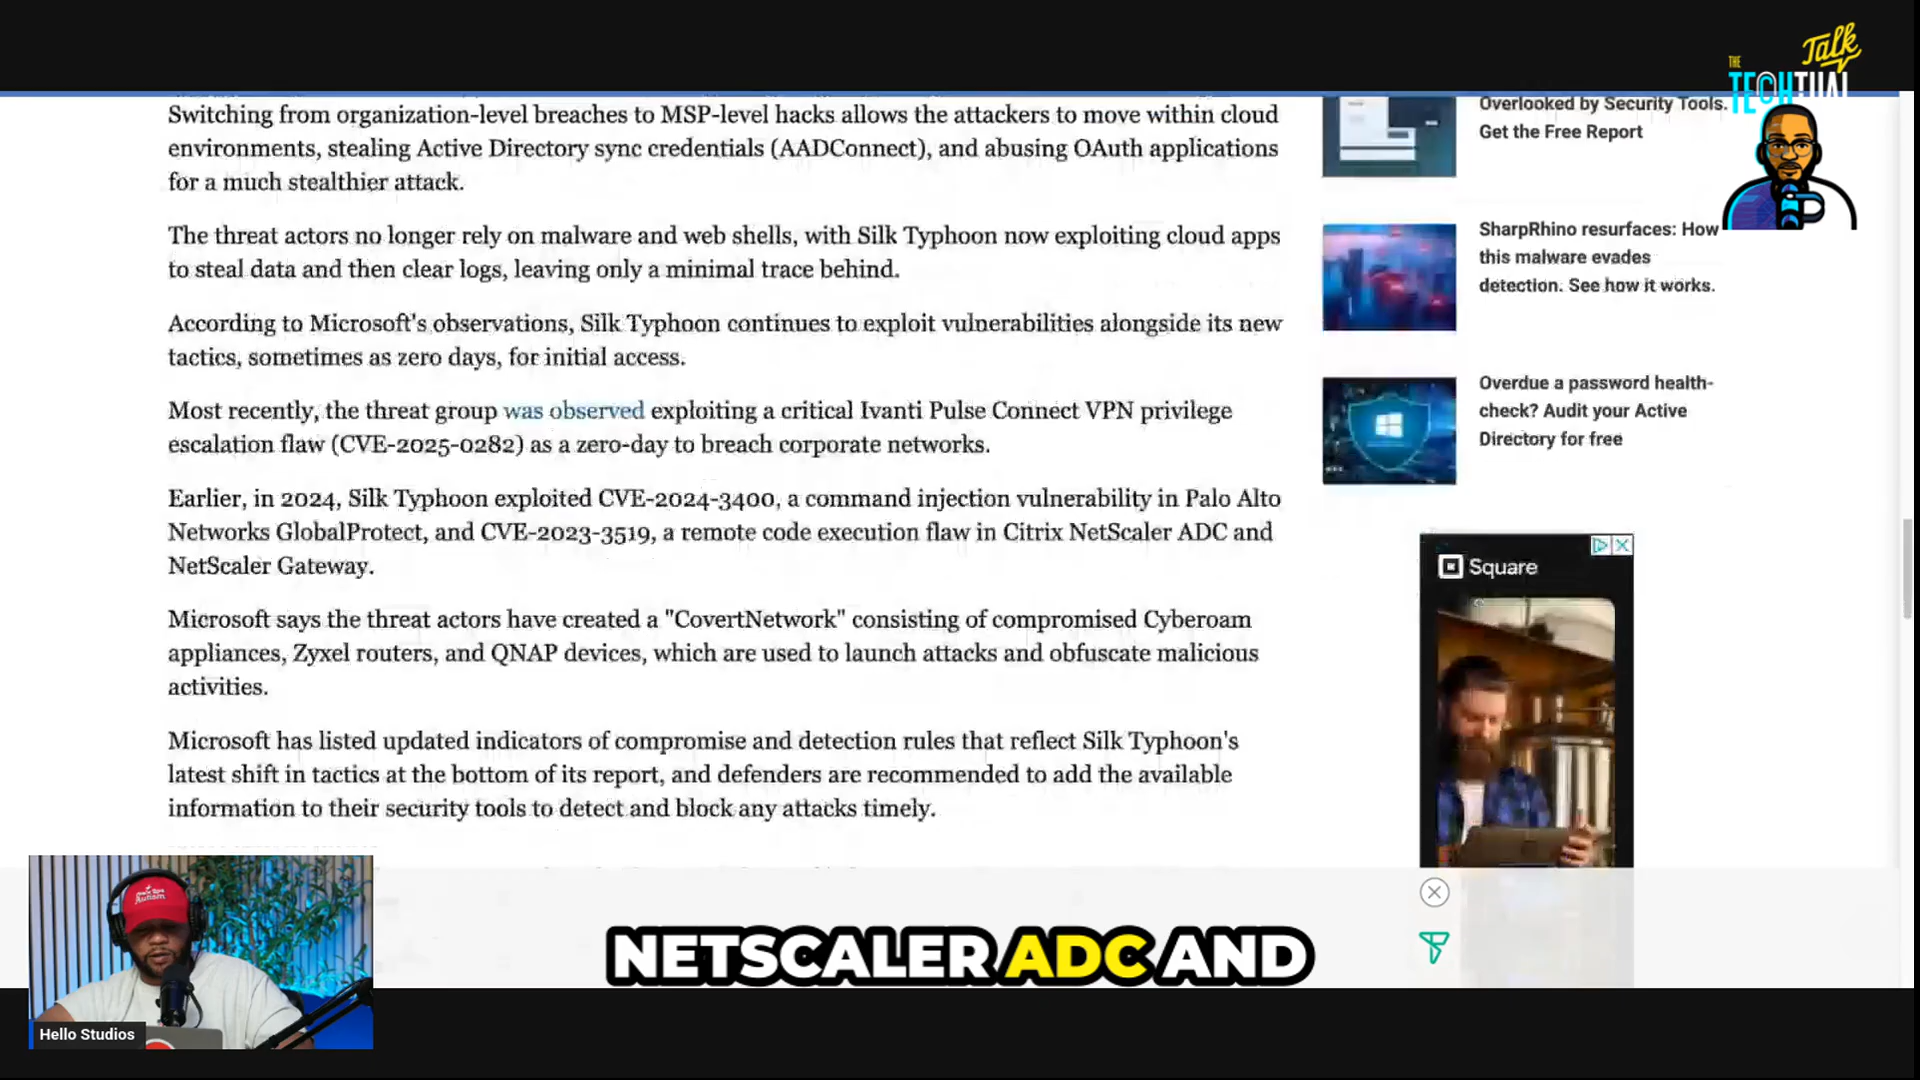 THE
Talk
TECHTUAL
Switching from organization-level breaches to MSP-level hacks allows the attackers to move within cloud
environments, stealing Active Directory sync credentials (AADConnect), and abusing OAuth applications
for a much stealthier attack.
The threat actors no longer rely on malware and web shells, with Silk Typhoon now exploiting cloud apps
to steal data and then clear logs, leaving only a minimal trace behind.
According to Microsoft's observations, Silk Typhoon continues to exploit vulnerabilities alongside its new
tactics, sometimes as zero days, for initial access.
Most recently, the threat group was observed exploiting a critical Ivanti Pulse Connect VPN privilege
escalation flaw (CVE-2025-0282) as a zero-day to breach corporate networks.
Earlier, in 2024, Silk Typhoon exploited CVE-2024-3400, a command injection vulnerability in Palo Alto
Networks GlobalProtect, and CVE-2023-3519, a remote code execution flaw in Citrix NetScaler ADC and
NetScaler Gateway.
Microsoft says the threat actors have created a "CovertNetwork" consisting of compromised Cyberoam
appliances, Zyxel routers, and QNAP devices, which are used to launch attacks and obfuscate malicious
activities.
Microsoft has listed updated indicators of compromise and detection rules that reflect Silk Typhoon's
latest shift in tactics at the bottom of its report, and defenders are recommended to add the available
information to their security tools to detect and block any attacks timely.
Overlooked by Security Tools.
Get the Free Report
SharpRhino resurfaces: How
this malware evades
detection. See how it works.
Overdue a password health-
check? Audit your Active
Directory for free
Square
Autism
Hello Studios
NETSCALER ADC AND